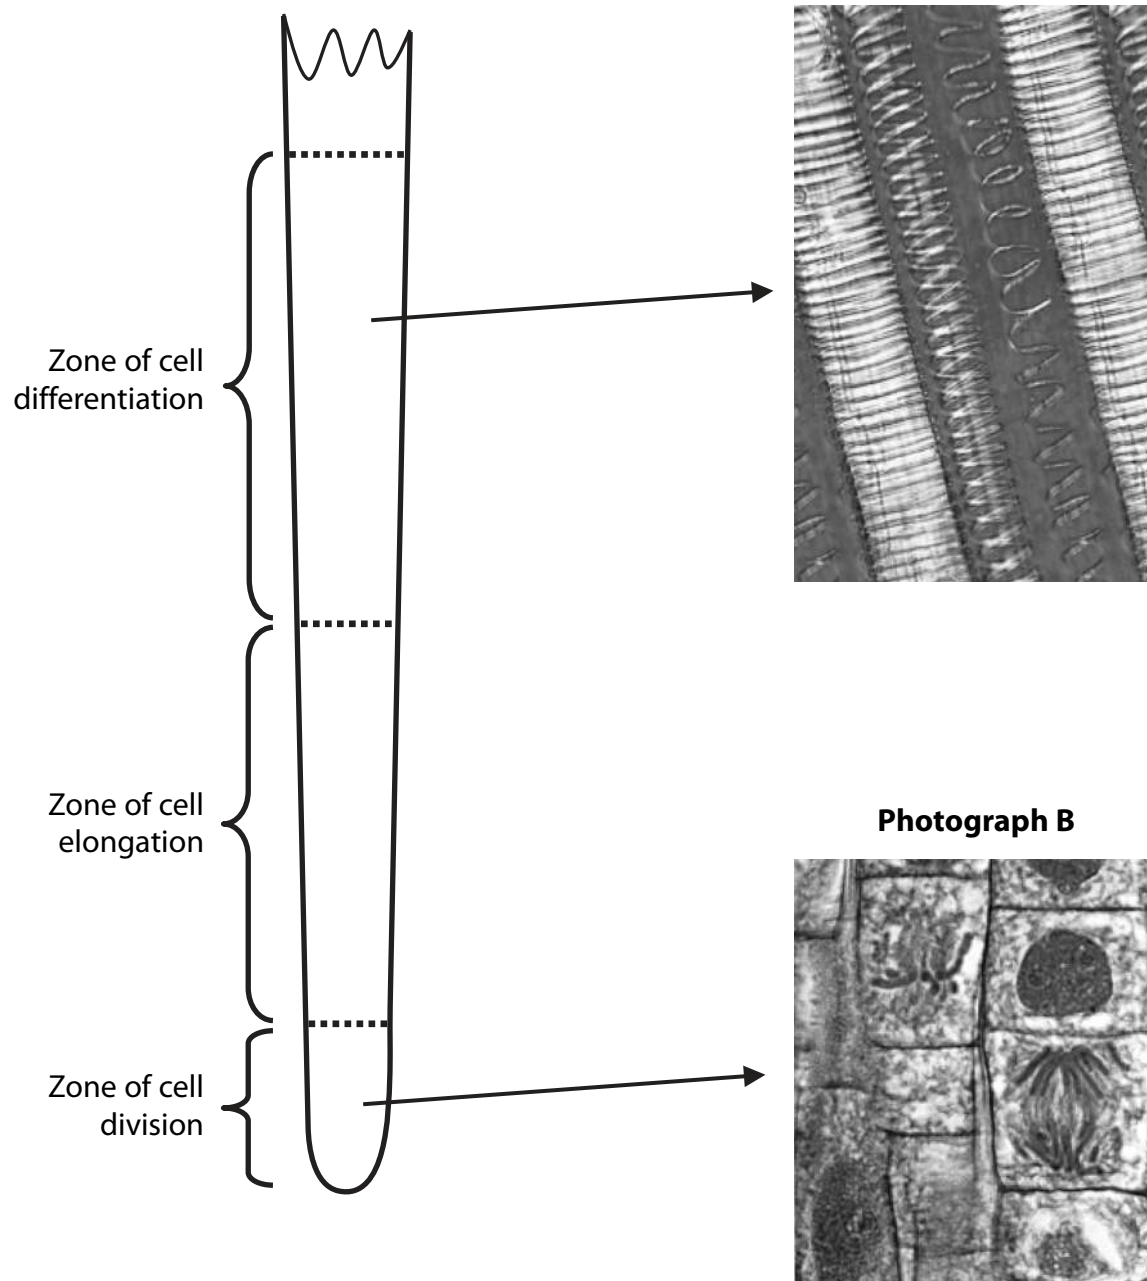 Zone of cell
differentiation
Zone of cell
elongation
Photograph B
Zone of cell
division